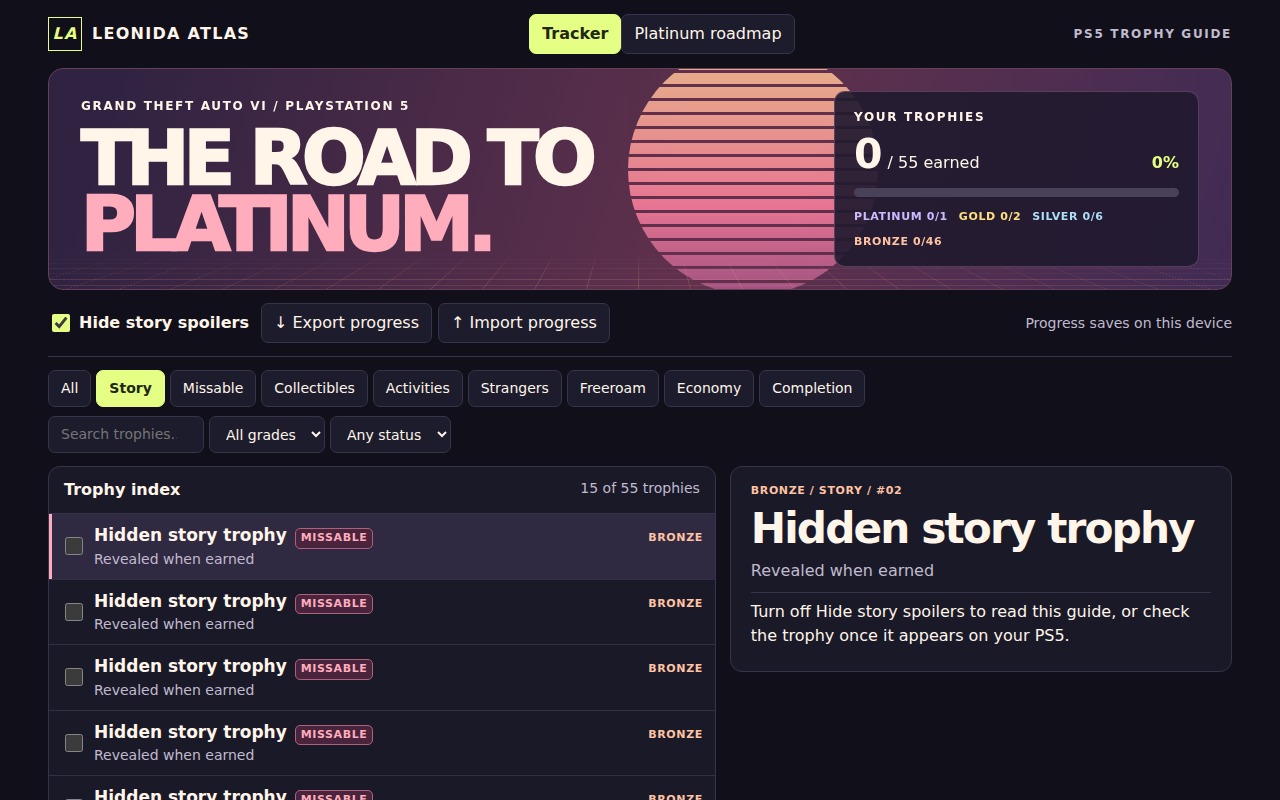 LA LEONIDA ATLAS
Tracker
Platinum roadmap
PS5 TROPHY GUIDE
GRAND THEFT AUTO VI / PLAYSTATION 5
THE ROAD TO
PLATINUM.
YOUR TROPHIES
0 / 55 earned
0%
PLATINUM 0/1 GOLD 0/2 SILVER 0/6
BRONZE 0/46
Hide story spoilers
↓ Export progress
↑ Import progress
Progress saves on this device
All
Story
Missable
Collectibles
Activities
Strangers
Freeroam
Economy
Completion
Search trophies.
All grades
Any status
Trophy index
15 of 55 trophies
Hidden story trophy MISSABLE BRONZE
Revealed when earned
Hidden story trophy MISSABLE BRONZE
Revealed when earned
Hidden story trophy MISSABLE BRONZE
Revealed when earned
Hidden story trophy MISSABLE BRONZE
Revealed when earned
Hidden story trophy MISSABLE BRONZE
BRONZE / STORY / #02
Hidden story trophy
Revealed when earned
Turn off Hide story spoilers to read this guide, or check
the trophy once it appears on your PS5.